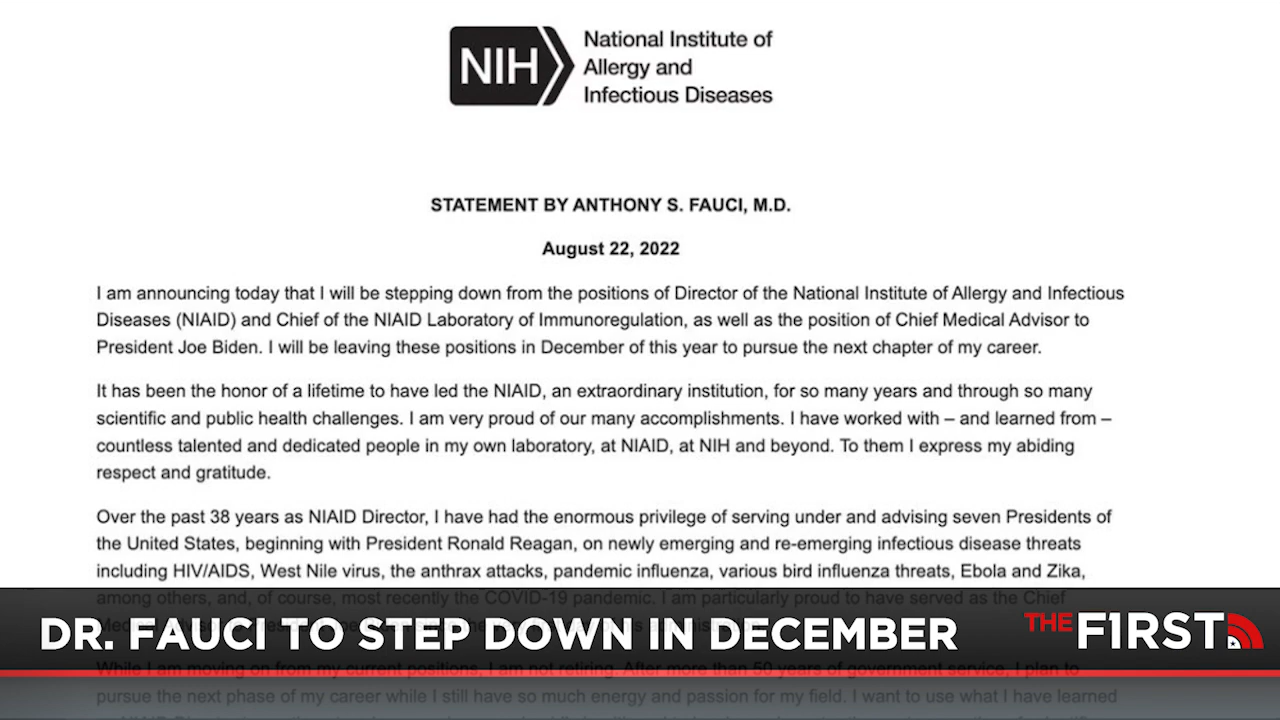 NIH
National Institute of
Allergy and
Infectious Diseases
STATEMENT BY ANTHONY S. FAUCI, M.D.
August 22, 2022
I am announcing today that I will be stepping down from the positions of Director of the National Institute of Allergy and Infectious
Diseases (NIAID) and Chief of the NIAID Laboratory of Immunoregulation, as well as the position of Chief Medical Advisor to
President Joe Biden. I will be leaving these positions in December of this year to pursue the next chapter of my career.
It has been the honor of a lifetime to have led the NIAID, an extraordinary institution, for so many years and through so many
scientific and public health challenges. I am very proud of our many accomplishments. I have worked with – and learned from –
countless talented and dedicated people in my own laboratory, at NIAID, at NIH and beyond. To them I express my abiding
respect and gratitude.
Over the past 38 years as NIAID Director, I have had the enormous privilege of serving under and advising seven Presidents of
the United States, beginning with President Ronald Reagan, on newly emerging and re-emerging infectious disease threats
including HIV/AIDS, West Nile virus, the anthrax attacks, pandemic influenza, various bird influenza threats, Ebola and Zika,
among others, and, of course, most recently the COVID-19 pandemic. I am particularly proud to have served as the Chief
DR. FAUCI TO STEP DOWN IN DECEMBER
THE FIRST
While I am moving on from my current positions, I am not retiring. After more than 50 years of government service, I plan to
pursue the next phase of my career while I still have so much energy and passion for my field. I want to use what I have learned